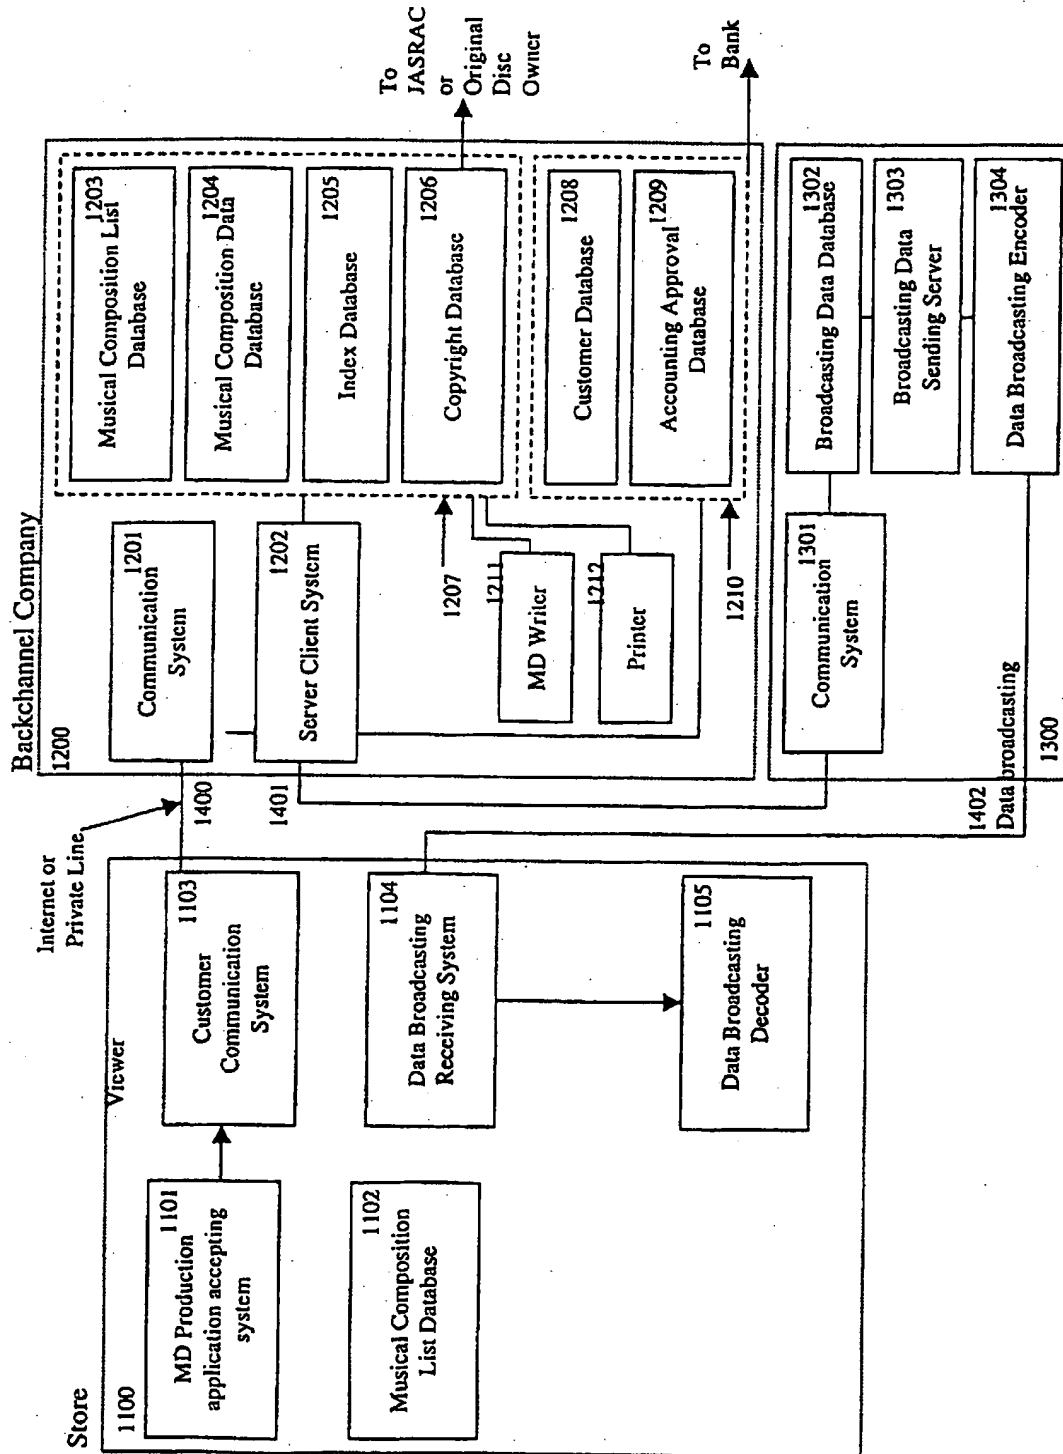 Store
1100
Viewer
1101
MD Production
application accepting
system
1102
Musical Composition
List Database
1103
Customer
Communication
System
1104
Data Broadcasting
Receiving System
1105
Data Broadcasting
Decoder
Internet or
Private Line
1400
1401
1402
Data broadcasting
Backchannel Company
1200
1201
Communication
System
1202
Server Client System
1203
Musical Composition List
Database
1204
Musical Composition Data
Database
1205
Index Database
1206
Copyright Database
1207
1208
Customer Database
1209
Accounting Approval
Database
1210
1211
MD Writer
1212
Printer
To
JASRAC
or
Original
Disc
Owner
To
Bank
1300
1301
Communication
System
1302
Broadcasting Data Database
1303
Broadcasting Data
Sending Server
1304
Data Broadcasting Encoder